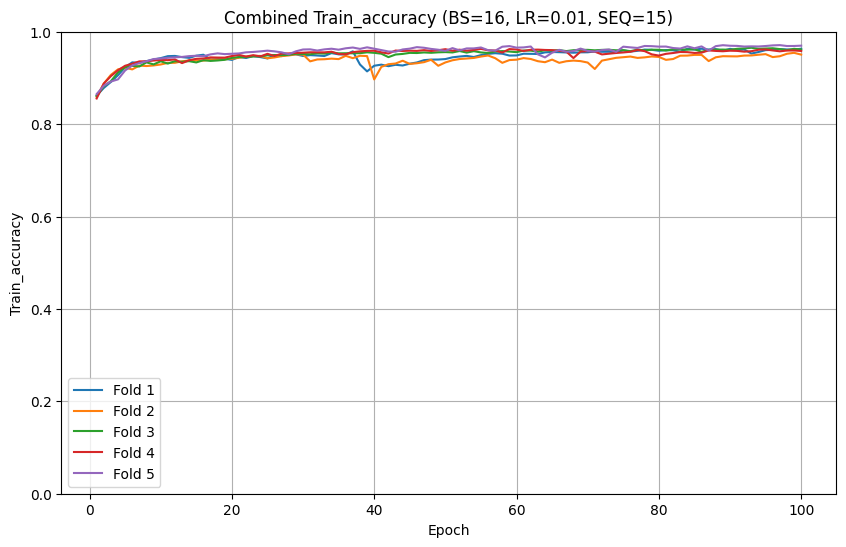 Combined Train_accuracy (BS=16, LR=0.01, SEQ=15)
Train_accuracy
1.0
0.8
0.6
0.4
0.2
0.0
Fold 1
Fold 2
Fold 3
Fold 4
Fold 5
0 20 40 60 80 100
Epoch